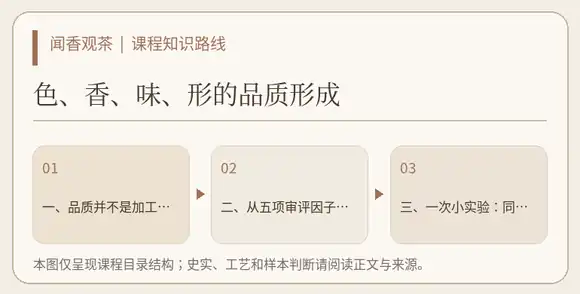 闻香观茶｜课程知识路线
色、香、味、形的品质形成
01
一、品质并不是加工…
02
二、从五项审评因子…
03
三、一次小实验：同…
本图仅呈现课程目录结构；史实、工艺和样本判断请阅读正文与来源。